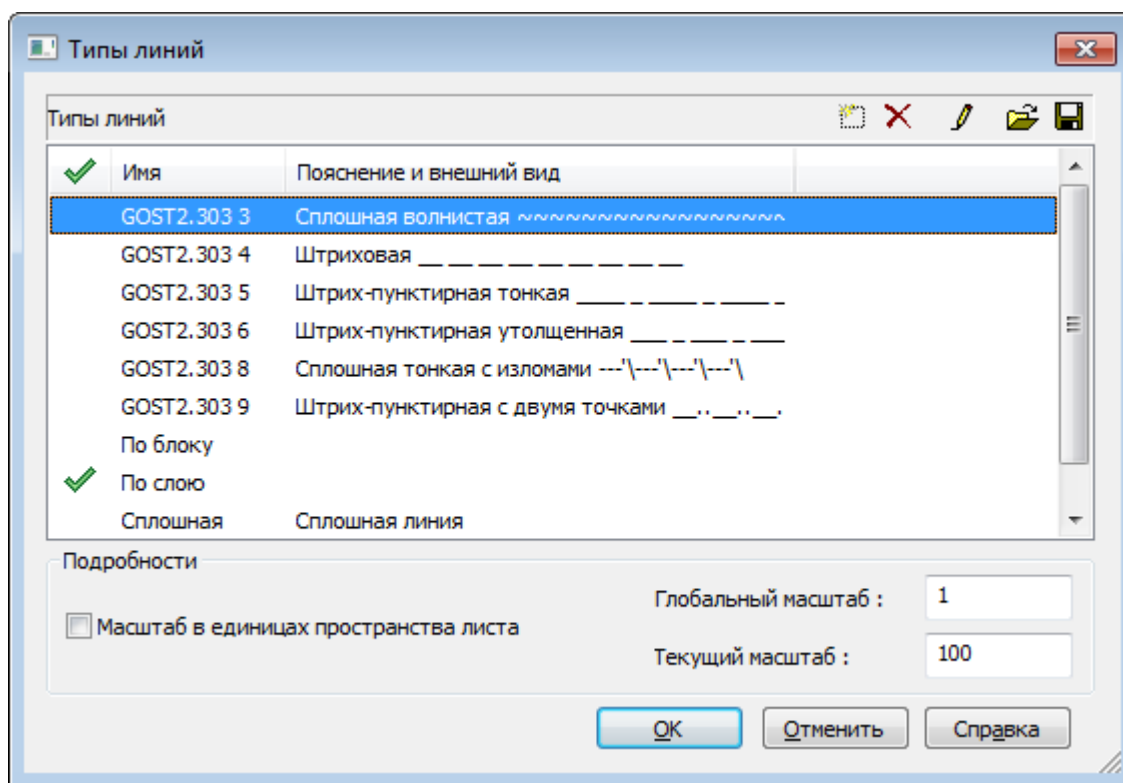 Типы линий
Типы линий
Имя Пояснение и внешний вид
GOST2.303 3 Сплошная волнистая ~~~~~~~~~~~~~~~~~
GOST2.303 4 Штриховая __ __ __ __ __ __ __ __ __
GOST2.303 5 Штрих-пунктирная тонкая ____ _ ____ _ ____ _
GOST2.303 6 Штрих-пунктирная утолщенная ___ _ ___ _ ___
GOST2.303 8 Сплошная тонкая с изломами ---'\---'\---'\---'\
GOST2.303 9 Штрих-пунктирная с двумя точками __..__..__.
По блоку
По слою
Сплошная Сплошная линия
Подробности
Масштаб в единицах пространства листа
Глобальный масштаб : 1
Текущий масштаб : 100
OK Отменить Справка